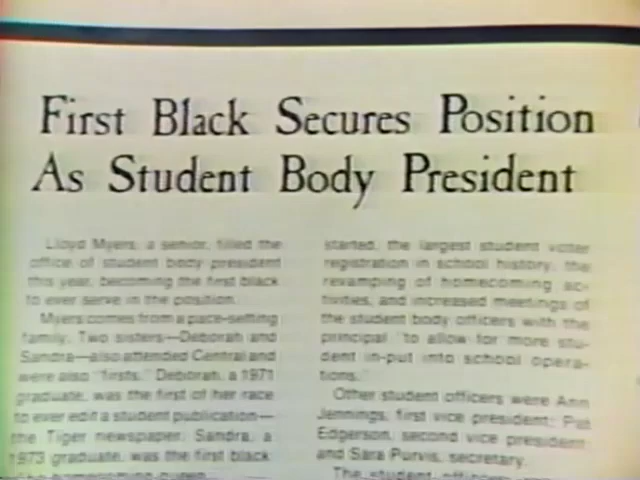 First Black Secures Position
As Student Body President
Lloyd Myers, a senior, filled the
office of student body president
this year, becoming the first black
to ever serve in the position.
Myers comes from a pace-setting
family. Two sisters—Deborah and
Sandra—also attended Central and
were also "firsts." Deborah, a 1971
graduate, was the first of her race
to ever edit a student publication—
the Tiger newspaper. Sandra, a
1973 graduate, was the first black
homecoming queen
started, the largest student voter
registration in school history, the
revamping of homecoming ac-
tivities, and increased meetings of
the student body officers with the
principal "to allow for more stu-
dent in-put into school opera-
tions."
Other student officers were Ann
Jennings, first vice president; Pat
Edgerson, second vice president;
and Sara Purvis, secretary.
The student officers